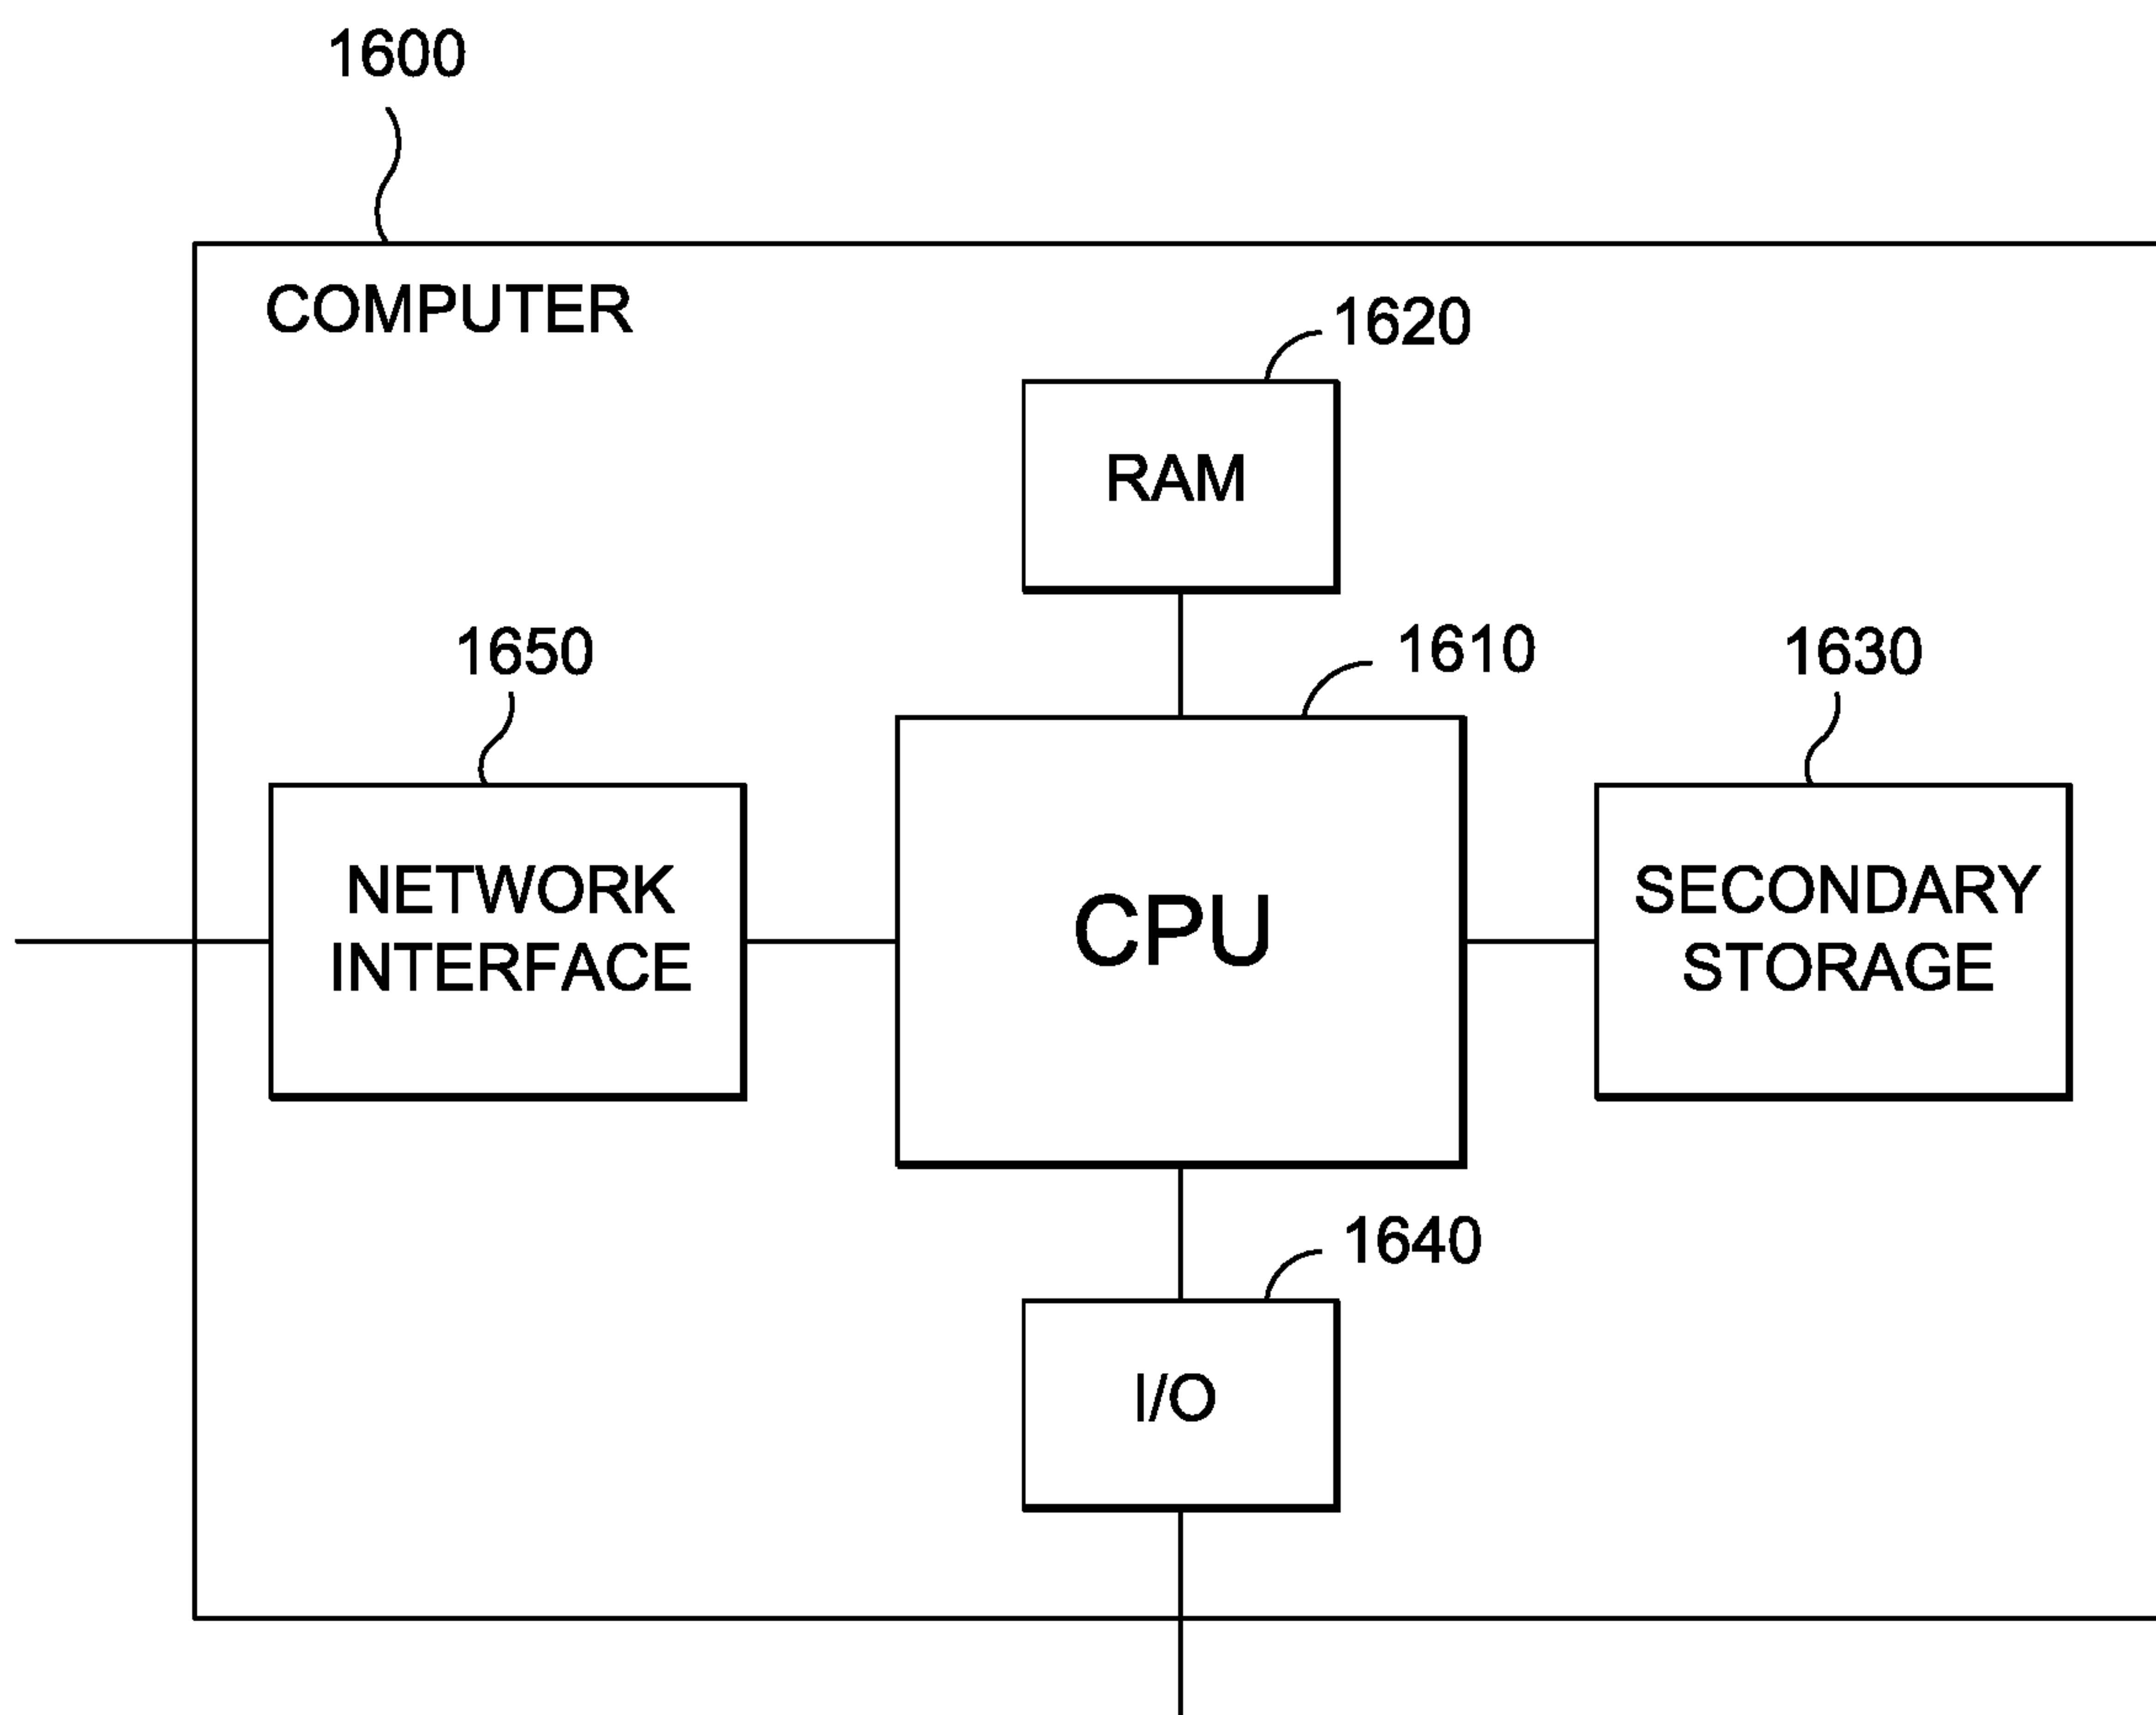 1600
COMPUTER
1620
RAM
1650
1610
1630
NETWORK
INTERFACE
CPU
SECONDARY
STORAGE
1640
I/O